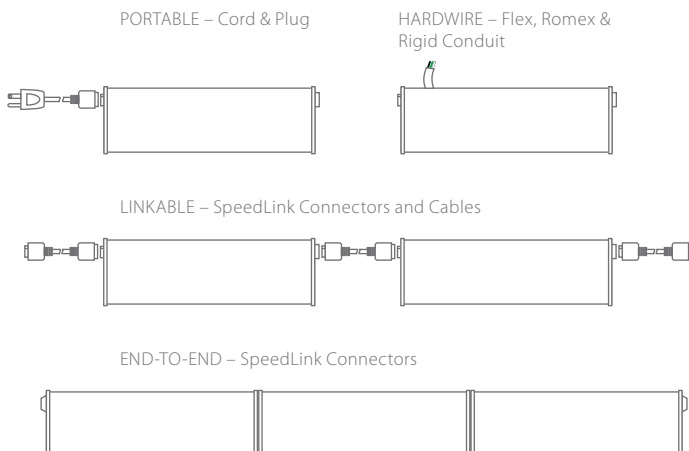 PORTABLE – Cord & Plug
HARDWIRE – Flex, Romex &
Rigid Conduit
LINKABLE – SpeedLink Connectors and Cables
END-TO-END – SpeedLink Connectors